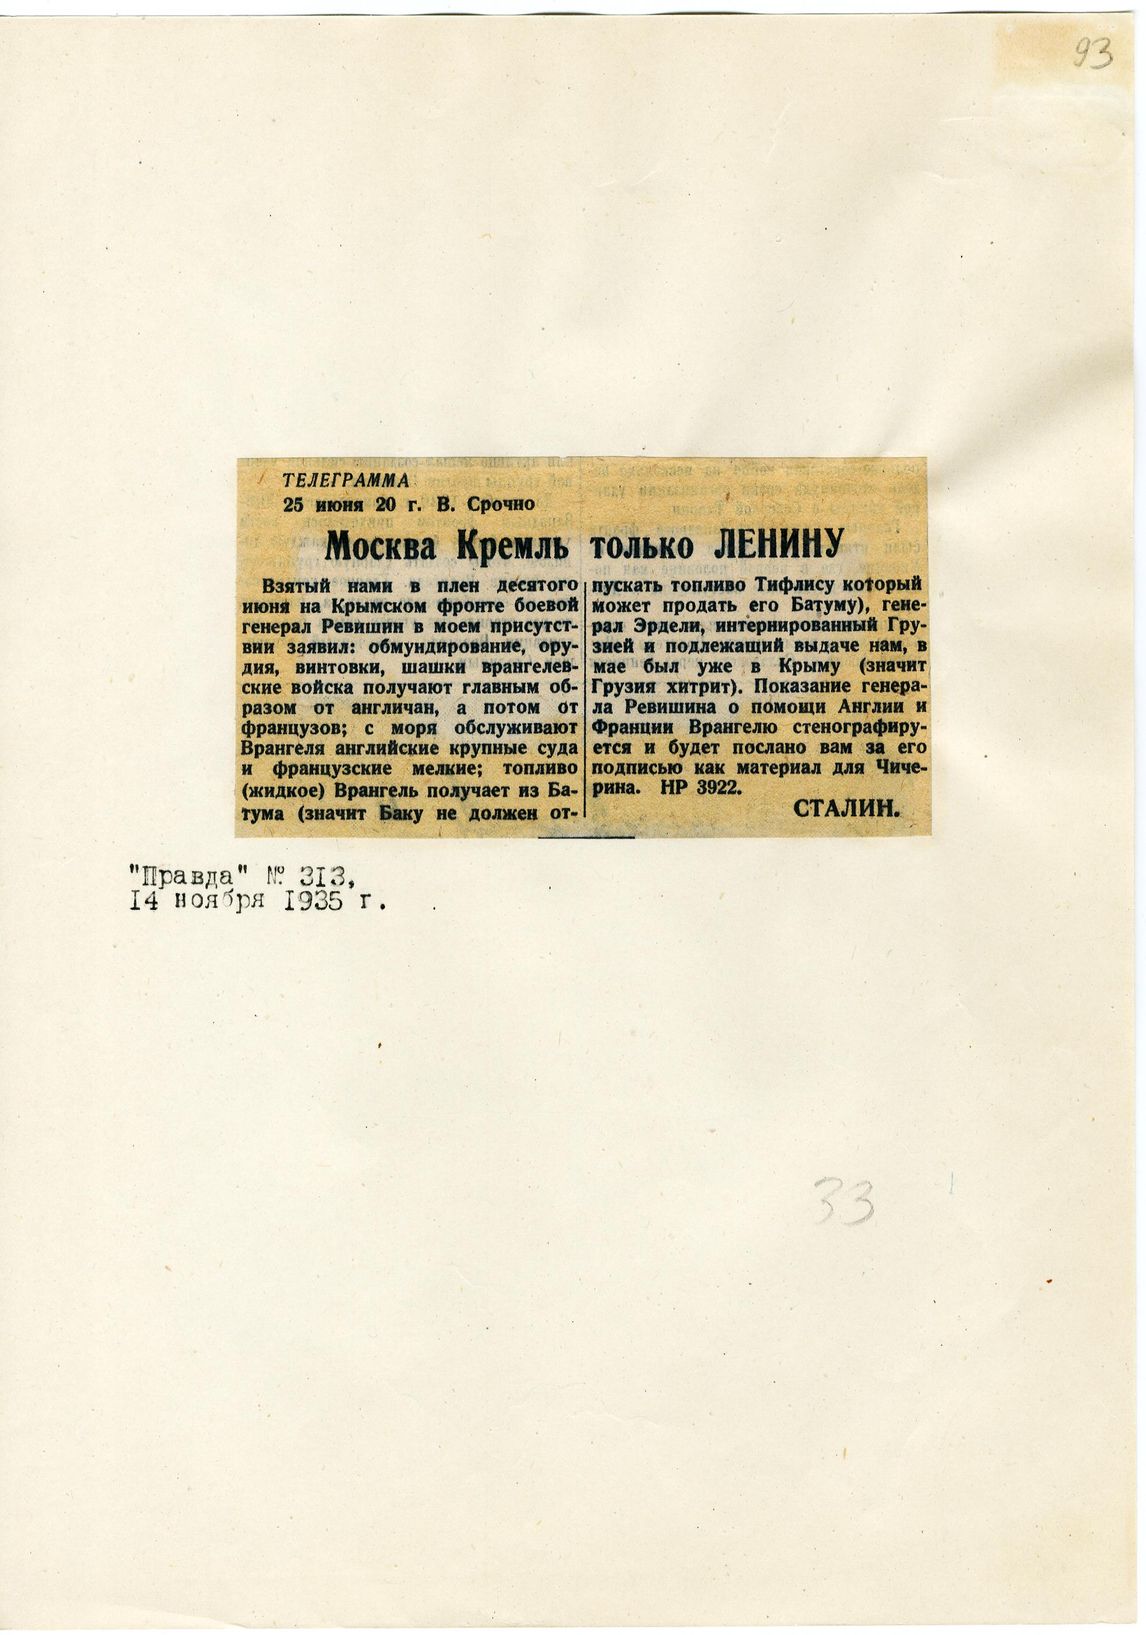 93
ТЕЛЕГРАММА
25 июня 20 г. В. Срочно
Москва Кремль только ЛЕНИНУ
Взятый нами в плен десятого
июня на Крымском фронте боевой
генерал Ревишин в моем присутст-
вии заявил: обмундирование, ору-
дия, винтовки, шашки врангелев-
ские войска получают главным об-
разом от англичан, а потом от
французов; с моря обслуживают
Врангеля английские крупные суда
и французские мелкие; топливо
(жидкое) Врангель получает из Ба-
тума (значит Баку не должен от-
пускать топливо Тифлису который
может продать его Батуму), гене-
рал Эрдели, интернированный Гру-
зией и подлежащий выдаче нам, в
мае был уже в Крыму (значит
Грузия хитрит). Показание генера-
ла Ревишина о помощи Англии и
Франции Врангелю стенографиру-
ется и будет послано вам за его
подписью как материал для Чиче-
рина. НР 3922.
СТАЛИН.
"Правда" № 313,
14 ноября 1935 г.
33